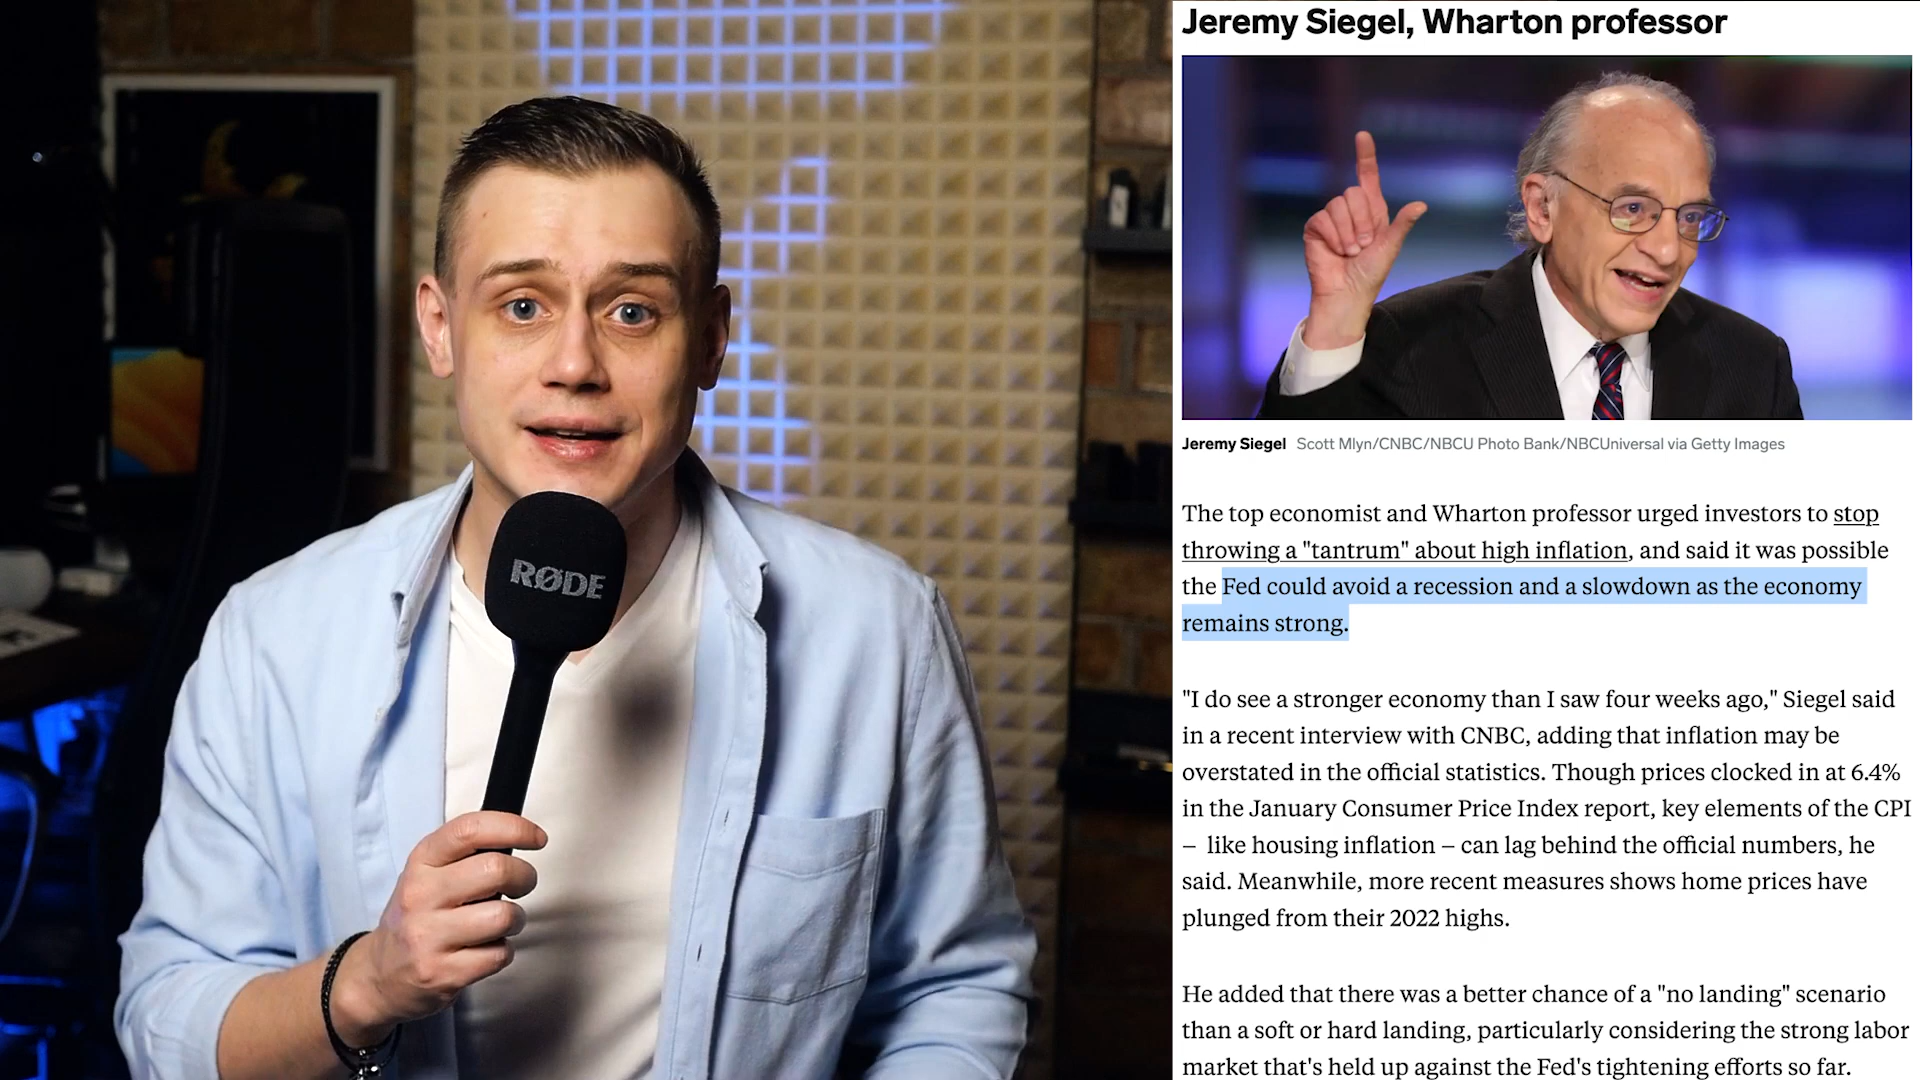 RØDE
Jeremy Siegel, Wharton professor
Jeremy Siegel Scott Mlyn/CNBC/NBCU Photo Bank/NBCUniversal via Getty Images
The top economist and Wharton professor urged investors to stop
throwing a "tantrum" about high inflation, and said it was possible
the Fed could avoid a recession and a slowdown as the economy
remains strong.
"I do see a stronger economy than I saw four weeks ago," Siegel said
in a recent interview with CNBC, adding that inflation may be
overstated in the official statistics. Though prices clocked in at 6.4%
in the January Consumer Price Index report, key elements of the CPI
– like housing inflation – can lag behind the official numbers, he
said. Meanwhile, more recent measures shows home prices have
plunged from their 2022 highs.
He added that there was a better chance of a "no landing" scenario
than a soft or hard landing, particularly considering the strong labor
market that's held up against the Fed's tightening efforts so far.